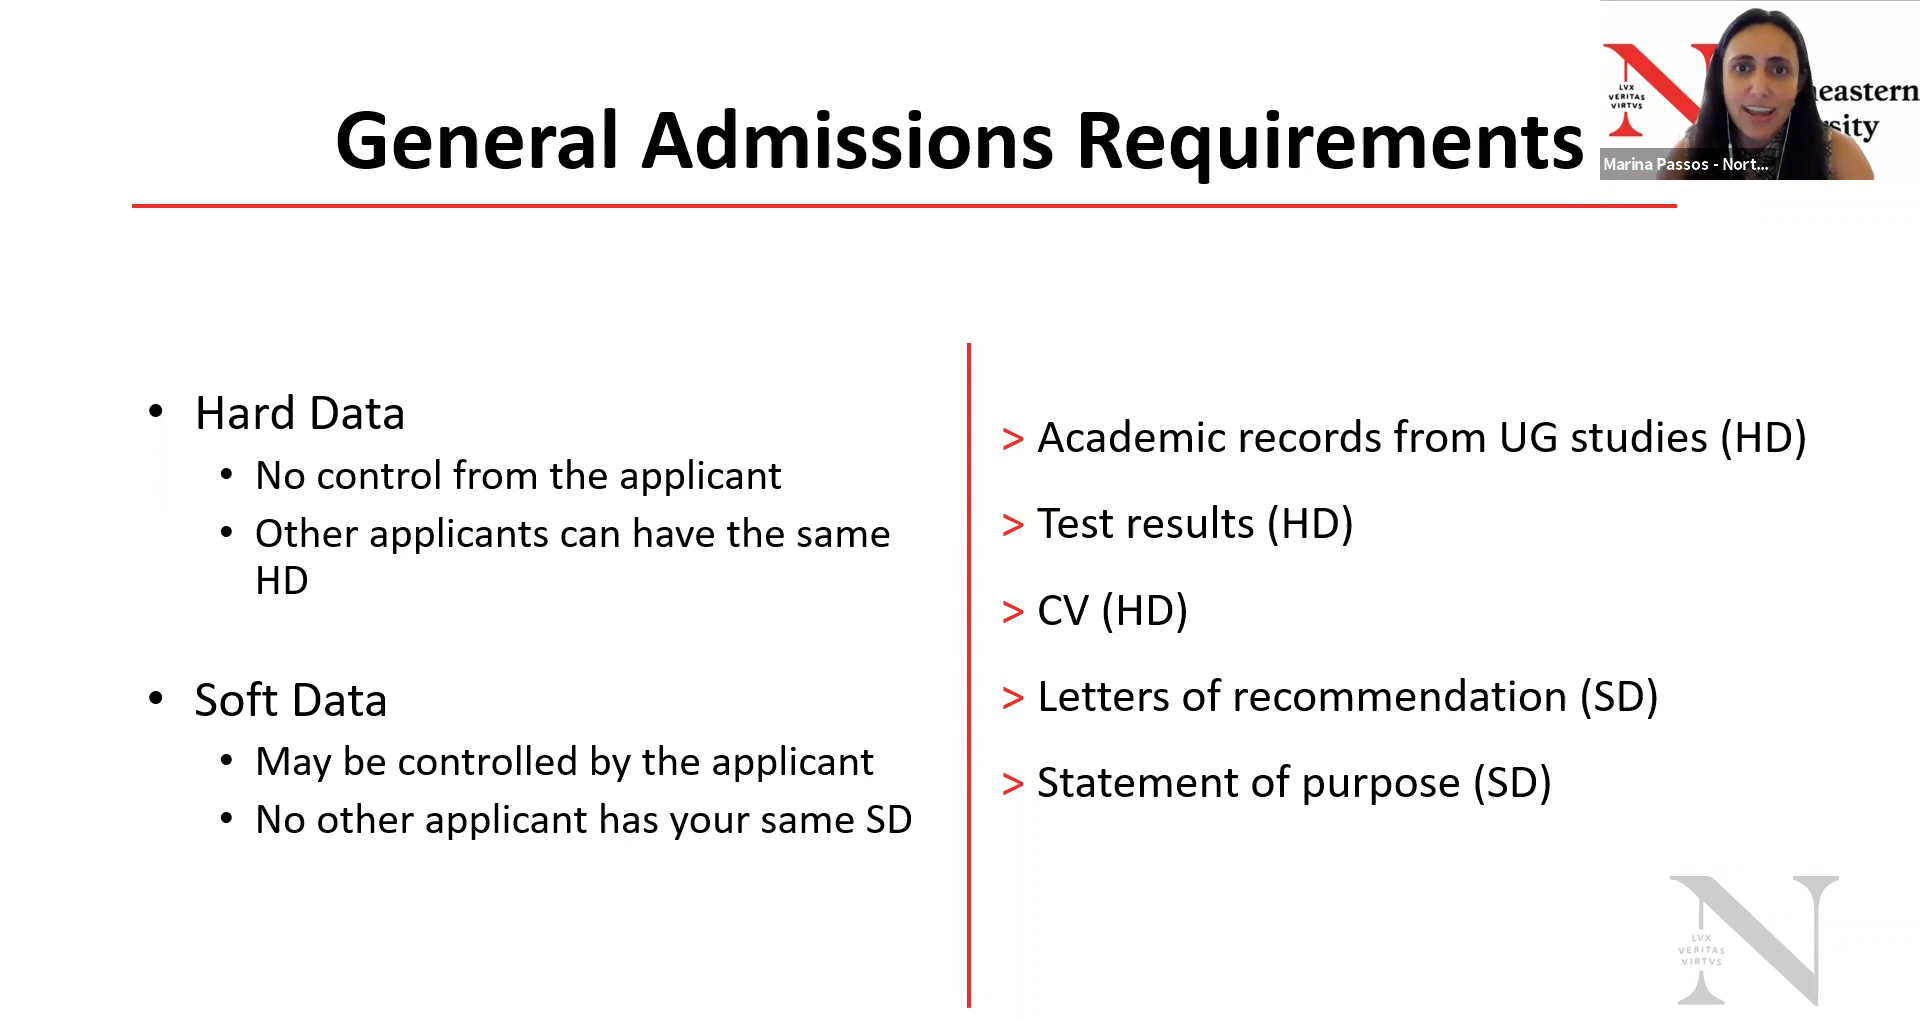 General Admissions Requirements
LVX
VERITAS
VIRTVS
eastern
sity
Marina Passos - Nort...
• Hard Data
• No control from the applicant
• Other applicants can have the same
HD
• Soft Data
• May be controlled by the applicant
• No other applicant has your same SD
> Academic records from UG studies (HD)
> Test results (HD)
> CV (HD)
> Letters of recommendation (SD)
> Statement of purpose (SD)
N
LVX
VERITAS
VIRTVS